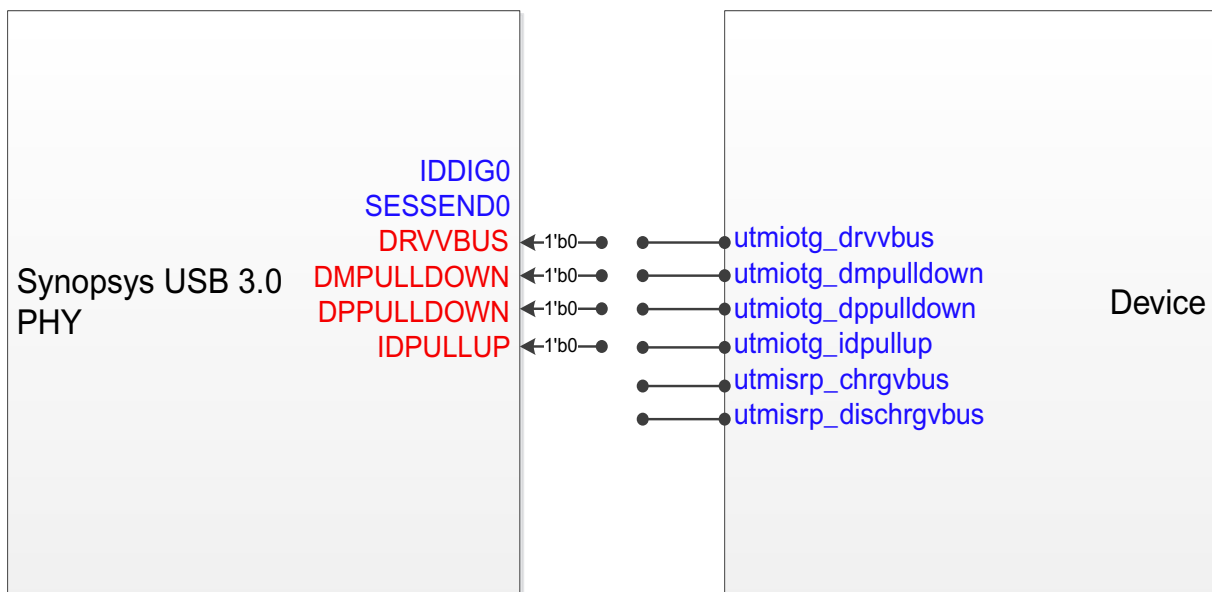 IDDIG0
SESSEND0
DRVVBUS
1'b0
utmiotg_drvvbus
DMPULLDOWN
1'b0
utmiotg_dmpulldown
Synopsys USB 3.0
PHY
DPPULLDOWN
1'b0
utmiotg_dppulldown
Device
IDPULLUP
1'b0
utmiotg_idpullup
utmisrp_chrgvbus
utmisrp_dischrgvbus